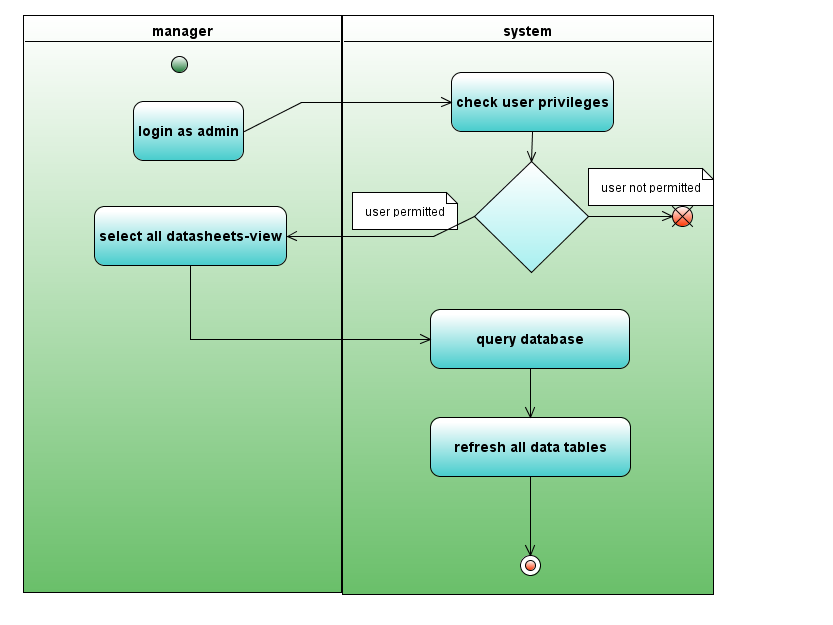 manager
system
login as admin
check user privileges
user not permitted
user permitted
select all datasheets-view
query database
refresh all data tables